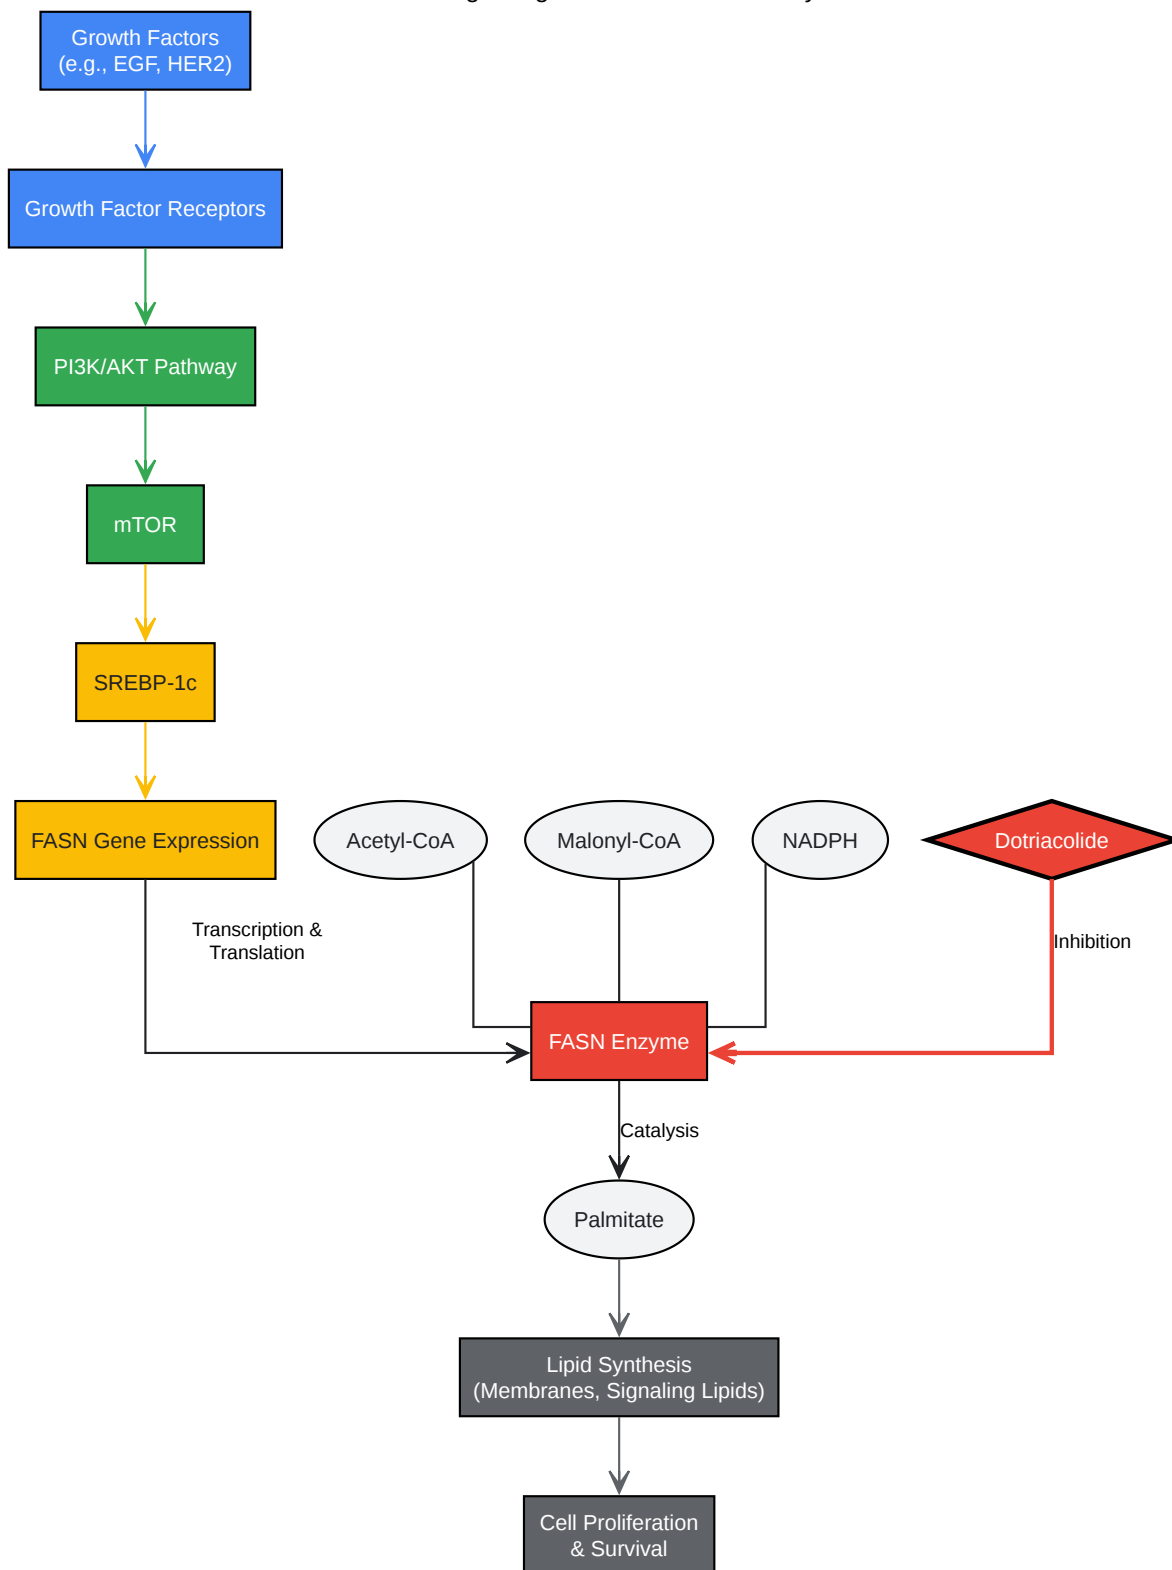 Growth Factors
(e.g., EGF, HER2)
Growth Factor Receptors
PI3K/AKT Pathway
mTOR
SREBP-1c
FASN Gene Expression
Acetyl-CoA
Malonyl-CoA
NADPH
Dotriacolide
Transcription &
Translation
Inhibition
FASN Enzyme
Catalysis
Palmitate
Lipid Synthesis
(Membranes, Signaling Lipids)
Cell Proliferation
& Survival